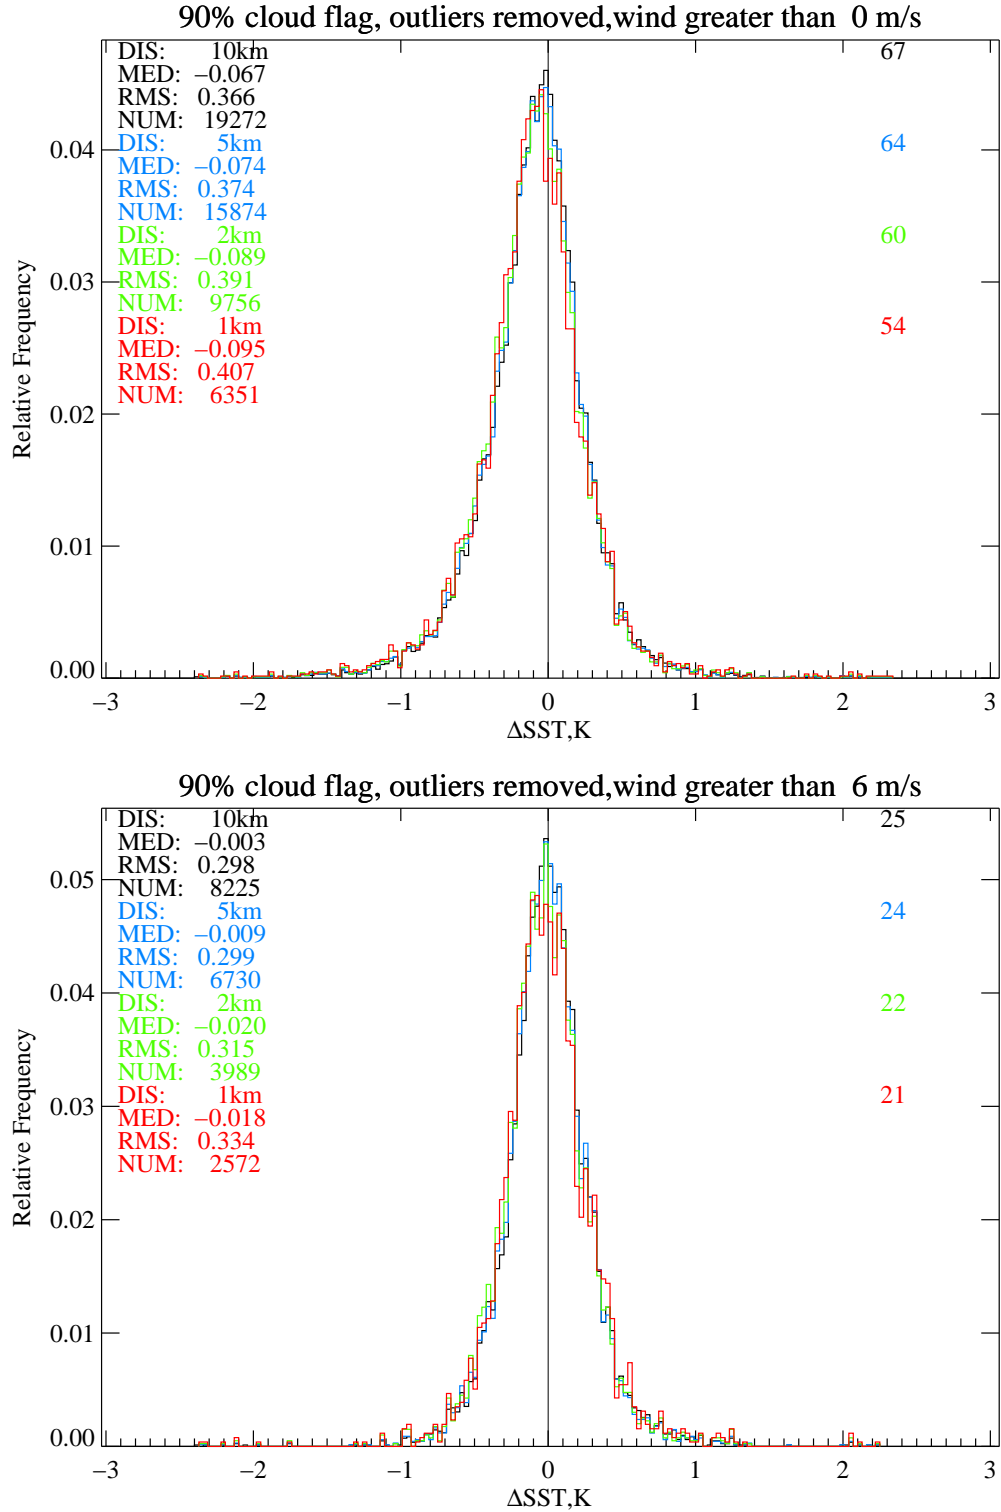 90% cloud flag, outliers removed,wind greater than 0 m/s
DIS: 10km 67
MED: −0.067
RMS: 0.366
NUM: 19272
DIS: 5km 64
MED: −0.074
RMS: 0.374
NUM: 15874
DIS: 2km 60
MED: −0.089
RMS: 0.391
NUM: 9756
DIS: 1km 54
MED: −0.095
RMS: 0.407
NUM: 6351
Relative Frequency
0.04
0.03
0.02
0.01
0.00
−3 −2 −1 0 1 2 3
ΔSST,K
90% cloud flag, outliers removed,wind greater than 6 m/s
DIS: 10km 25
MED: −0.003
RMS: 0.298
NUM: 8225
DIS: 5km 24
MED: −0.009
RMS: 0.299
NUM: 6730
DIS: 2km 22
MED: −0.020
RMS: 0.315
NUM: 3989
DIS: 1km 21
MED: −0.018
RMS: 0.334
NUM: 2572
Relative Frequency
0.05
0.04
0.03
0.02
0.01
0.00
−3 −2 −1 0 1 2 3
ΔSST,K